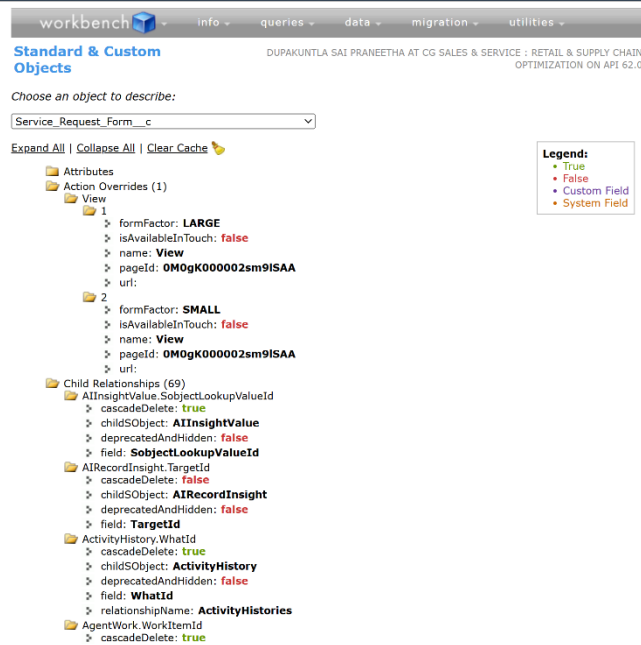 workbench info queries data migration utilities
Standard & Custom Objects
DUPAKUNTLA SAI PRANEETHA AT CG SALES & SERVICE : RETAIL & SUPPLY CHAIN
OPTIMIZATION ON API 62.0
Choose an object to describe:
Service_Request_Form__c
Expand All | Collapse All | Clear Cache
Legend:
True
False
Custom Field
System Field
Attributes
Action Overrides (1)
View
1
formFactor: LARGE
isAvailableInTouch: false
name: View
pageId: 0M0gK000002sm9lSAA
url:
2
formFactor: SMALL
isAvailableInTouch: false
name: View
pageId: 0M0gK000002sm9lSAA
url:
Child Relationships (69)
AIInsightValue.SobjectLookupValueId
cascadeDelete: true
childSObject: AIInsightValue
deprecatedAndHidden: false
field: SobjectLookupValueId
AIRecordInsight.TargetId
cascadeDelete: false
childSObject: AIRecordInsight
deprecatedAndHidden: false
field: TargetId
ActivityHistory.WhatId
cascadeDelete: true
childSObject: ActivityHistory
deprecatedAndHidden: false
field: WhatId
relationshipName: ActivityHistories
AgentWork.WorkItemId
cascadeDelete: true